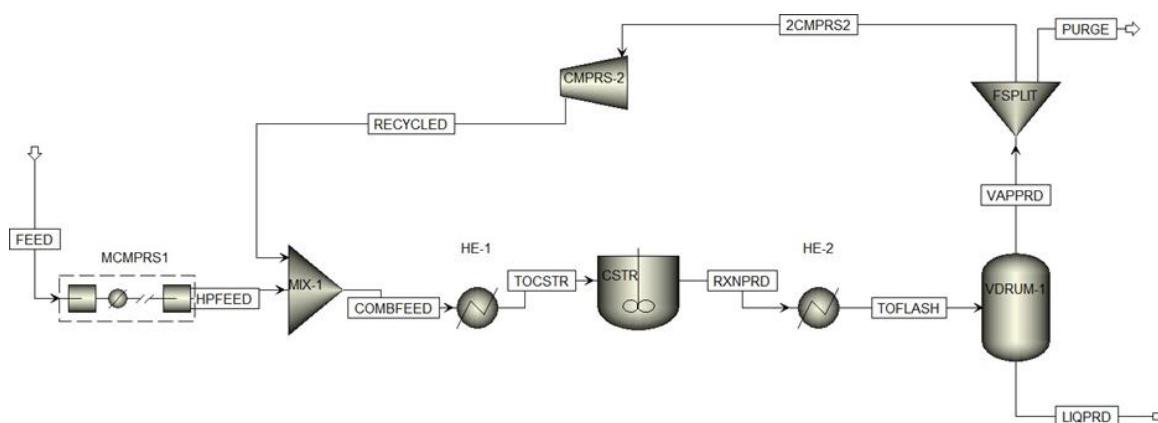 2CMPRS2
PURGE
CMPRS-2
FSPLIT
RECYCLED
VAPPRD
FEED
MCMPRS1
HE-1
HE-2
HPFEED
MIX-1
TOCSTR
CSTR
RXNPRD
VDRUM-1
COMBFEED
TOFLASH
LIQPRD